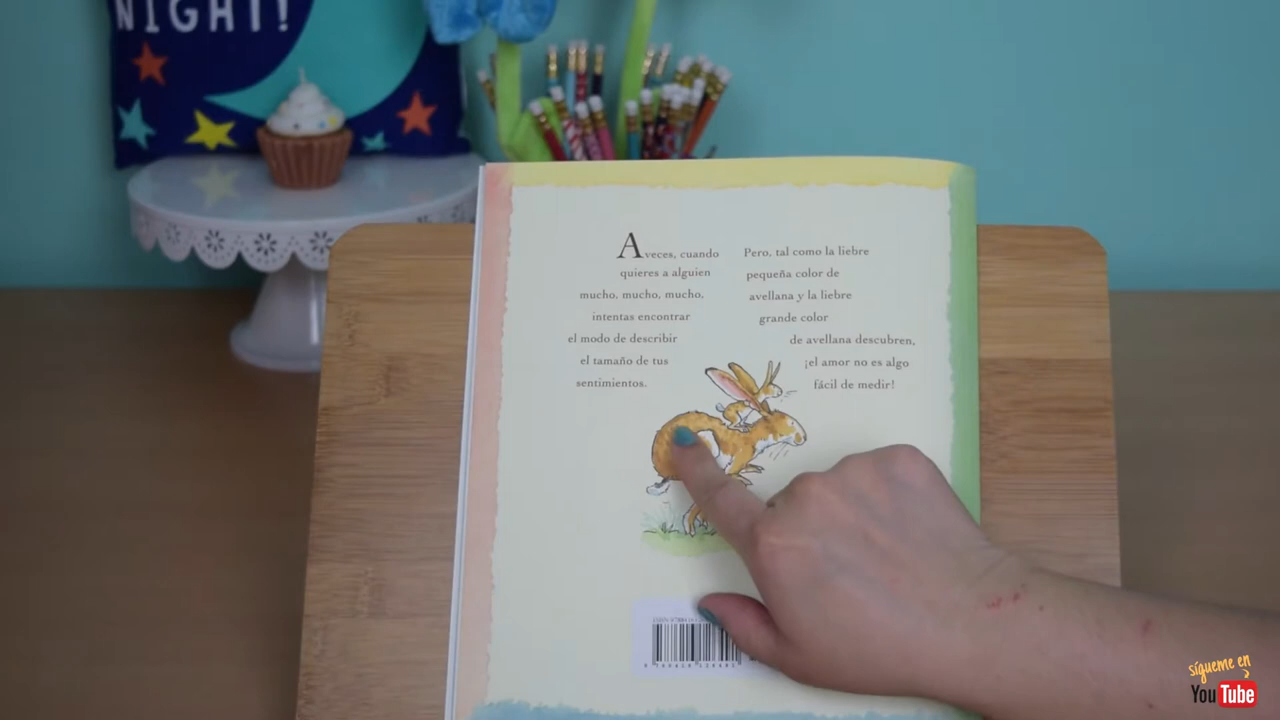 NIGHT!
A veces, cuando
quieres a alguien
mucho, mucho, mucho,
intentas encontrar
el modo de describir
el tamaño de tus
sentimientos.
Pero, tal como la liebre
pequeña color de
avellana y la liebre
grande color
de avellana descubren,
¡el amor no es algo
fácil de medir!
sígueme en
YouTube